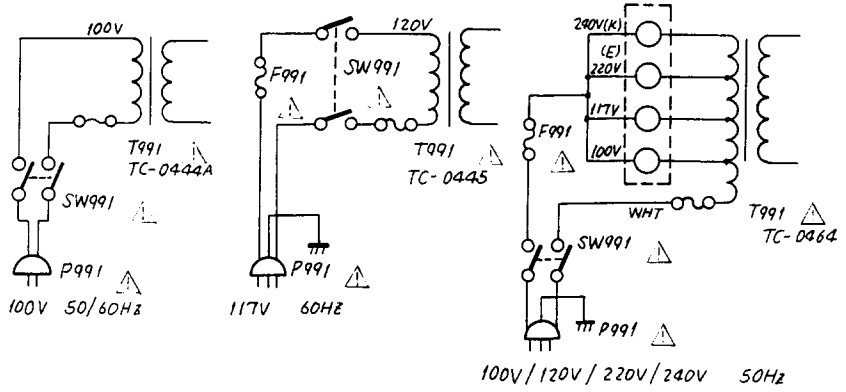 100V
T991
TC-0444A
SW991
P991
100V 50/60Hz
120V
F991
SW991
T991
TC-0445
P991
117V 60Hz
240V(K)
(E)
220V
117V
100V
F991
WHT
T991
TC-0464
SW991
P991
100V/120V/220V/240V 50Hz